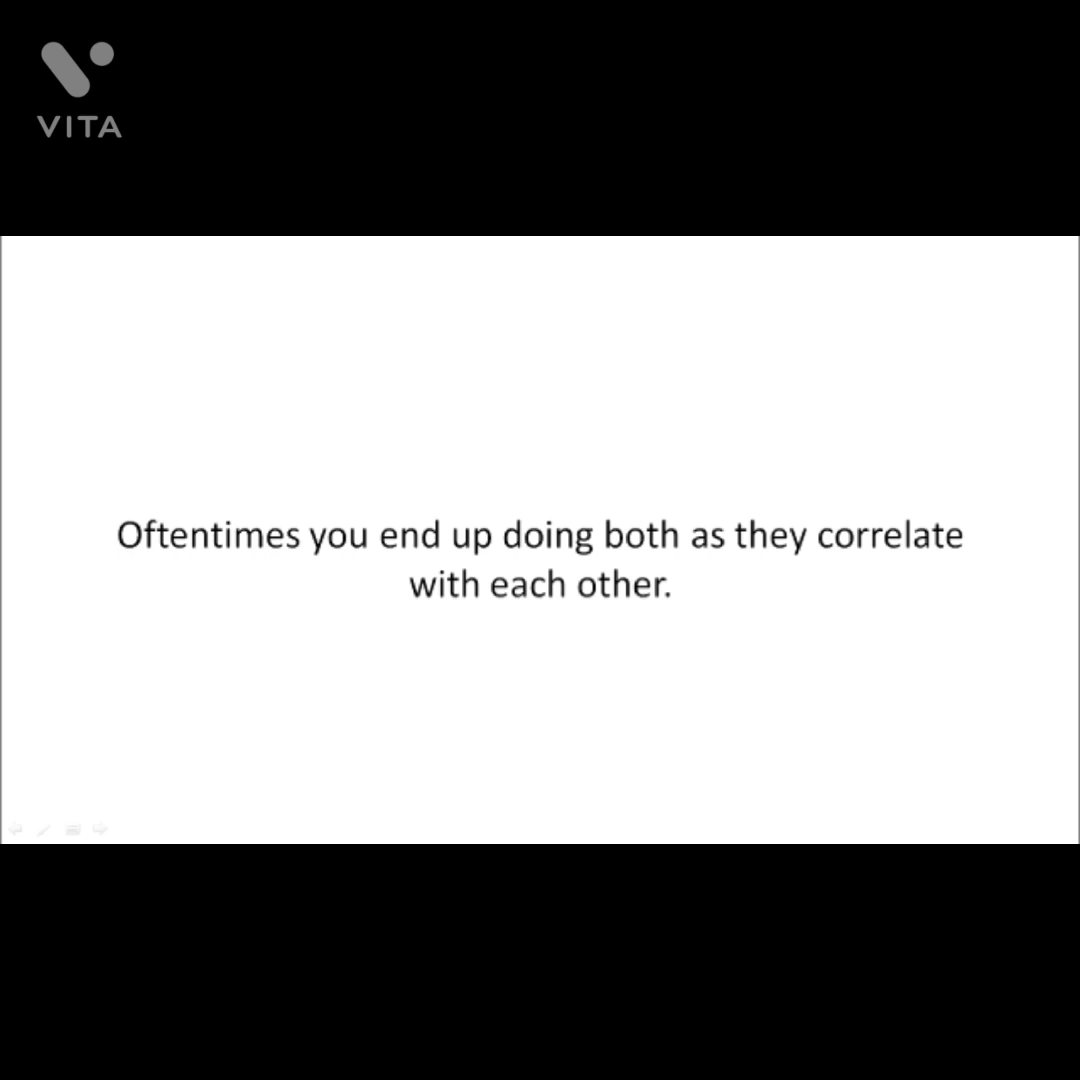 VITA
Oftentimes you end up doing both as they correlate
with each other.